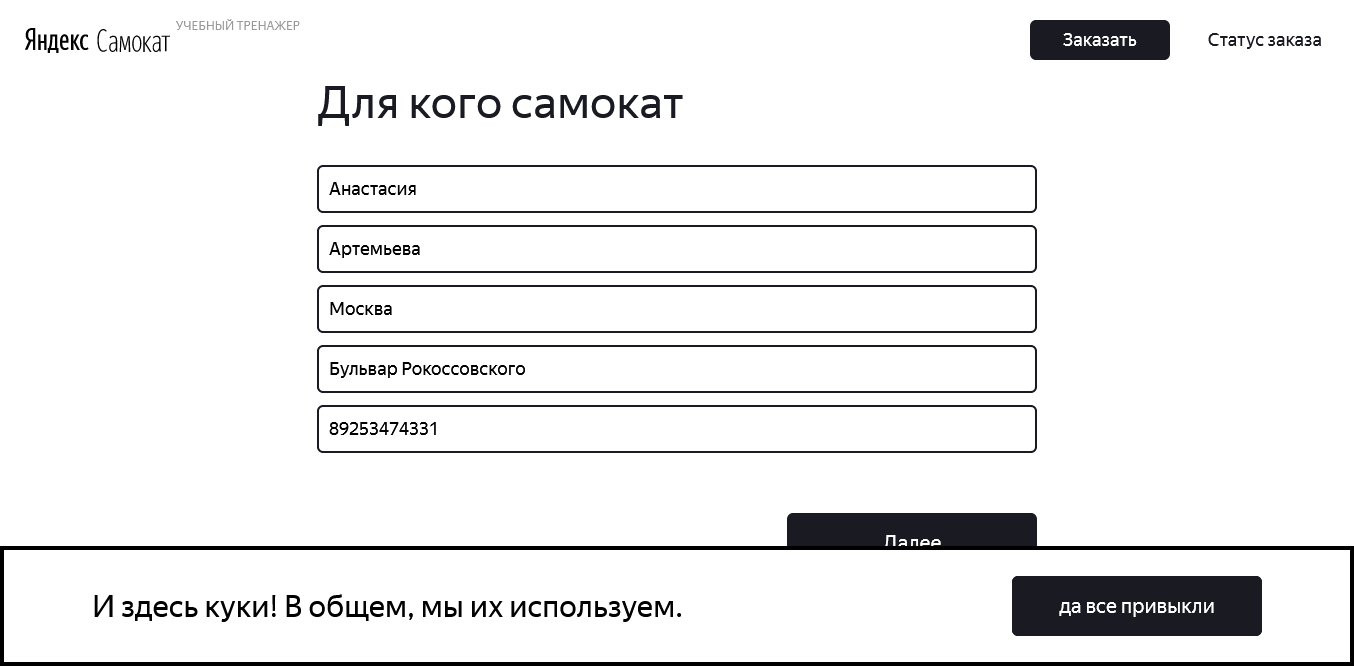 Яндекс Самокат
УЧЕБНЫЙ ТРЕНАЖЕР
Заказать
Статус заказа
Для кого самокат
Анастасия
Артемьева
Москва
Бульвар Рокоссовского
89253474331
Далее
И здесь куки! В общем, мы их используем.
да все привыкли